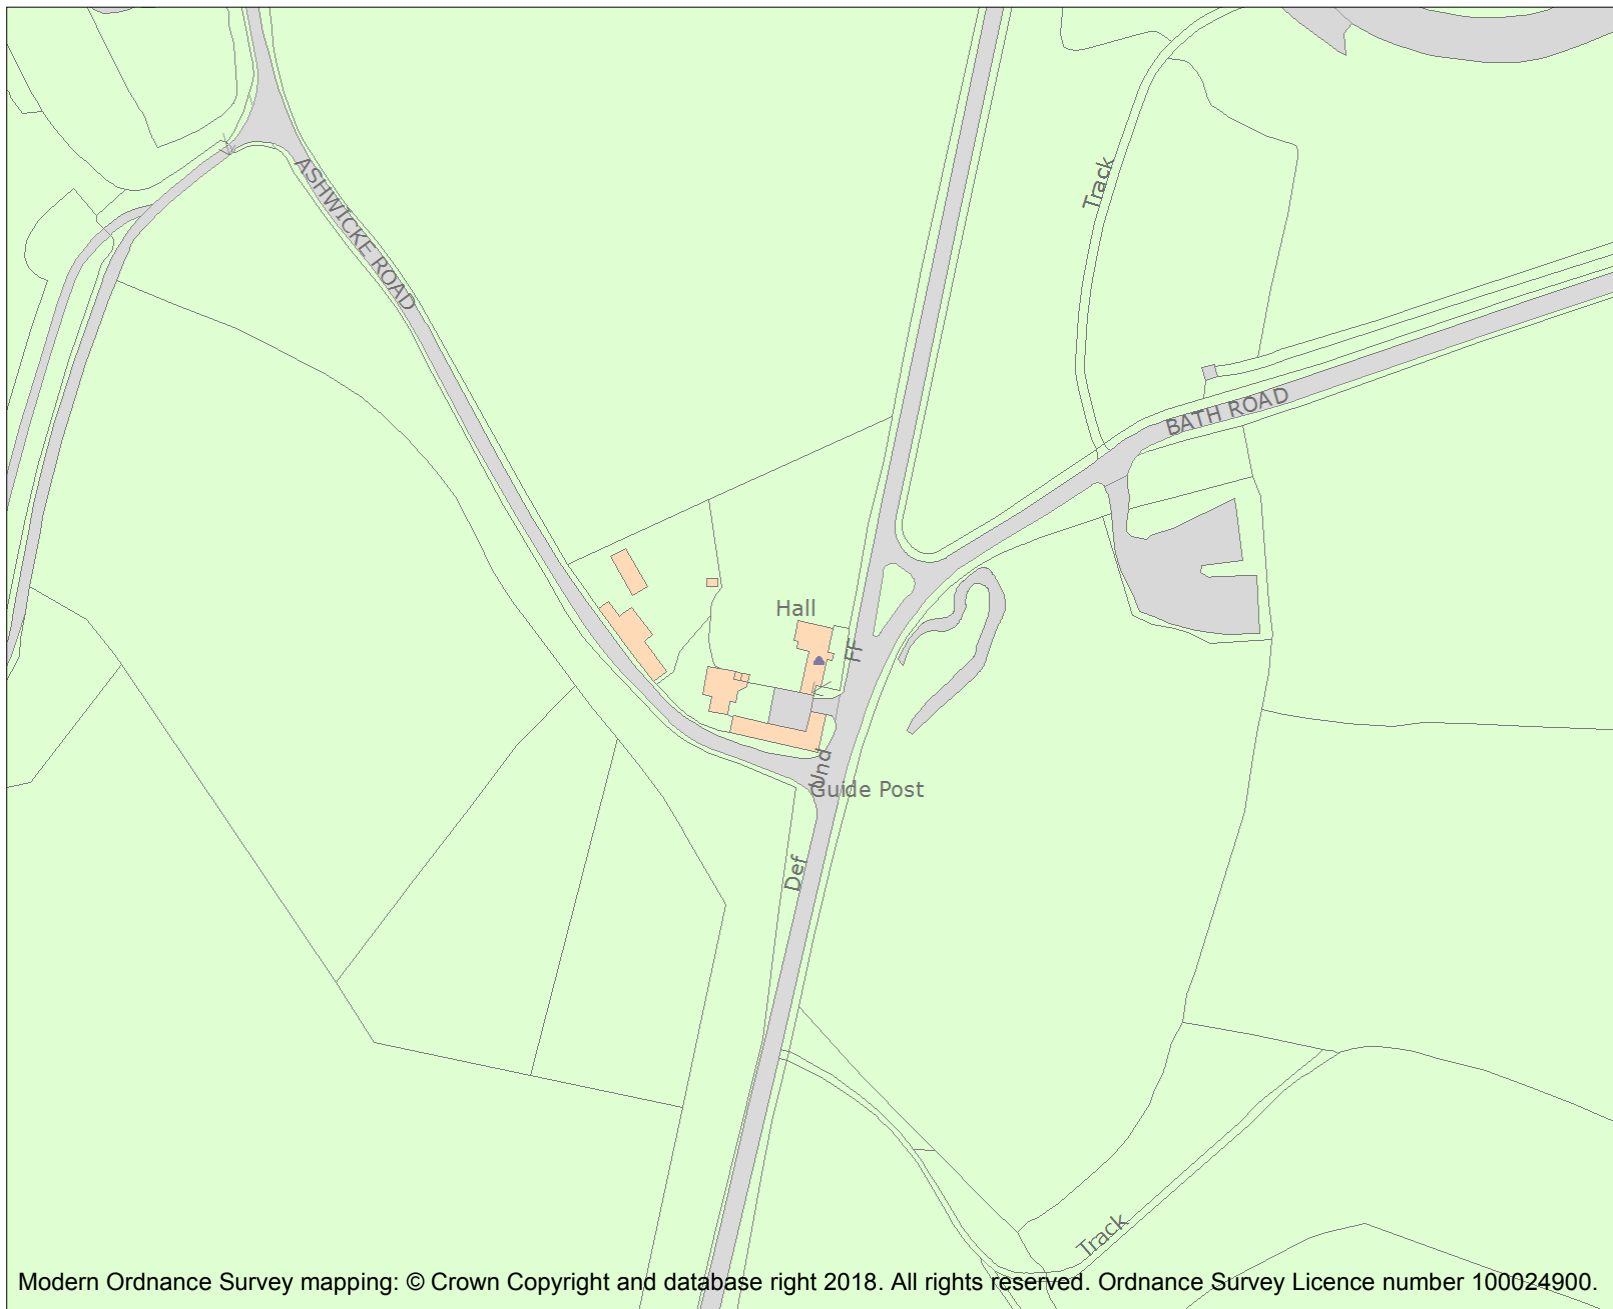 ASHWICKE ROAD
Track
BATH ROAD
Hall
FF
Und
Guide Post
Def
Track
Modern Ordnance Survey mapping: © Crown Copyright and database right 2018. All rights reserved. Ordnance Survey Licence number 100024900.